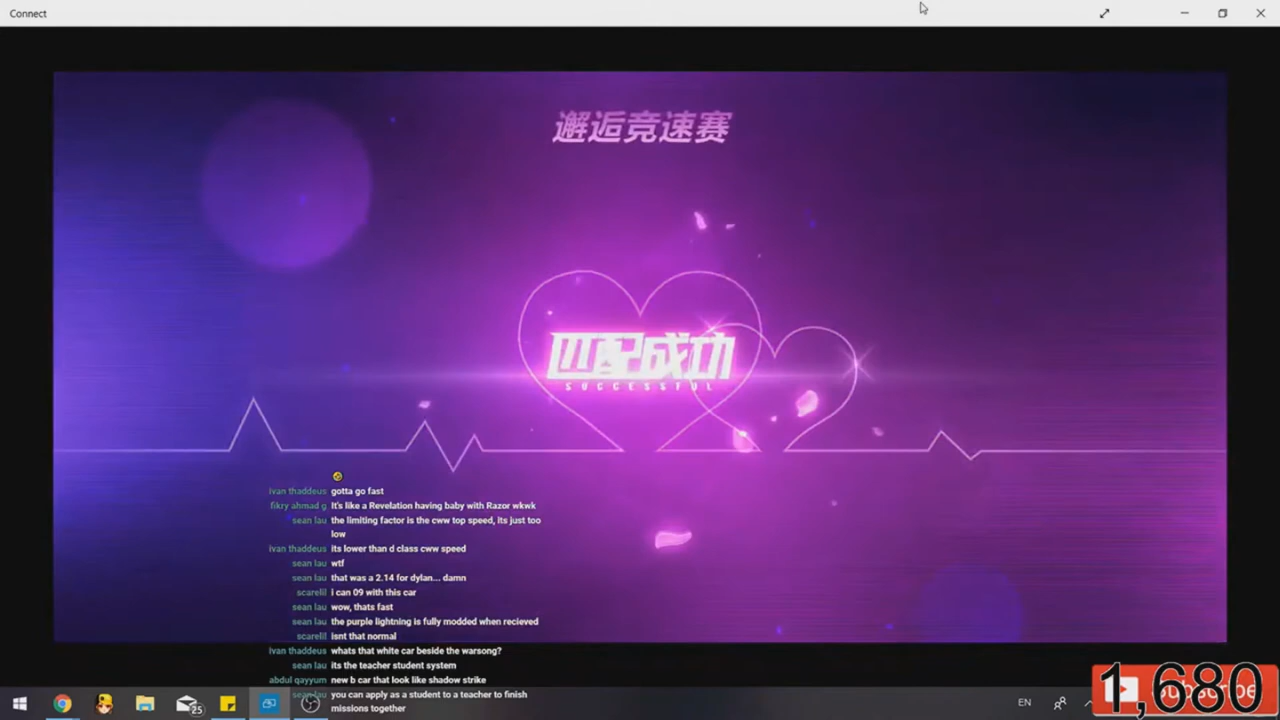 Connect
邂逅竞速赛
匹配成功
SUCCESSFUL
ivan thaddeus gotta go fast
fikry ahmad g It's like a Revelation having baby with Razor wkwk
sean lau the limiting factor is the cww top speed, its just too
low
ivan thaddeus its lower than d class cww speed
sean lau wtf
sean lau that was a 2.14 for dylan... damn
scarelil i can 09 with this car
sean lau wow, thats fast
sean lau the purple lightning is fully modded when recieved
scarelil isnt that normal
ivan thaddeus whats that white car beside the warsong?
sean lau its the teacher student system
abdul qayyum new b car that look like shadow strike
sean lau you can apply as a student to a teacher to finish
missions together
25
EN
1,680